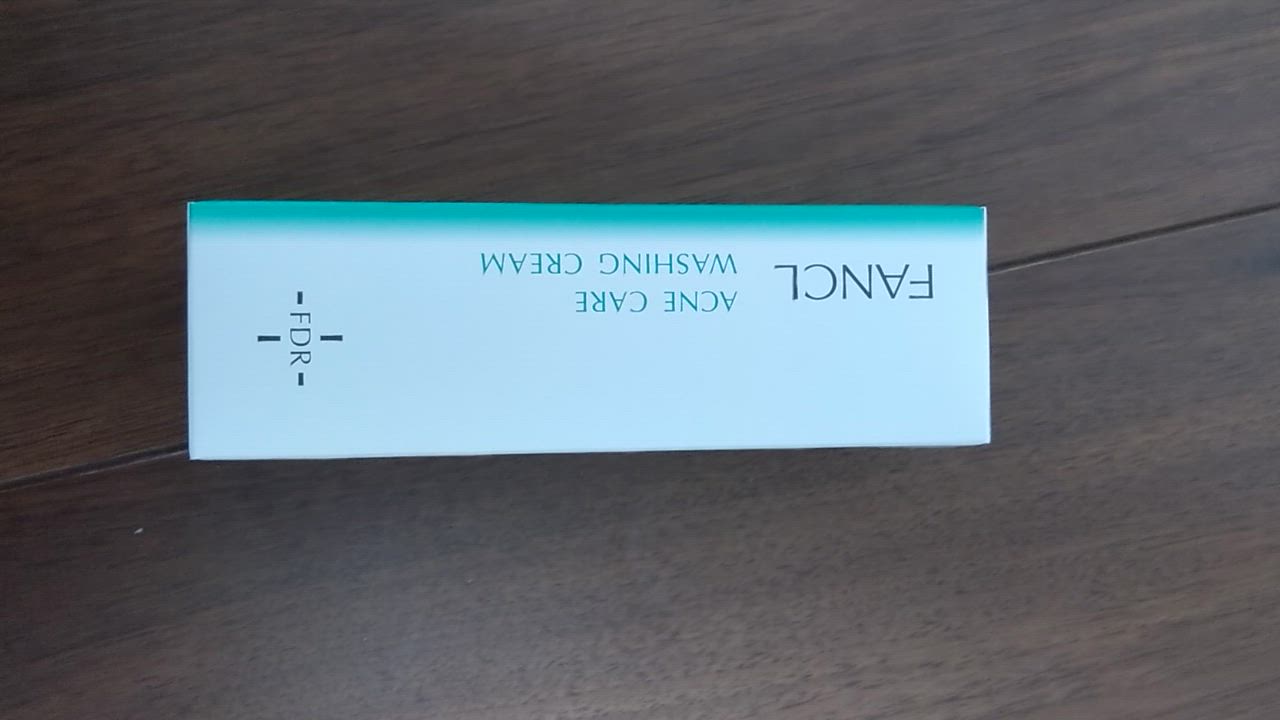 FANCL
ACNE CARE
WASHING CREAM
-FDR-